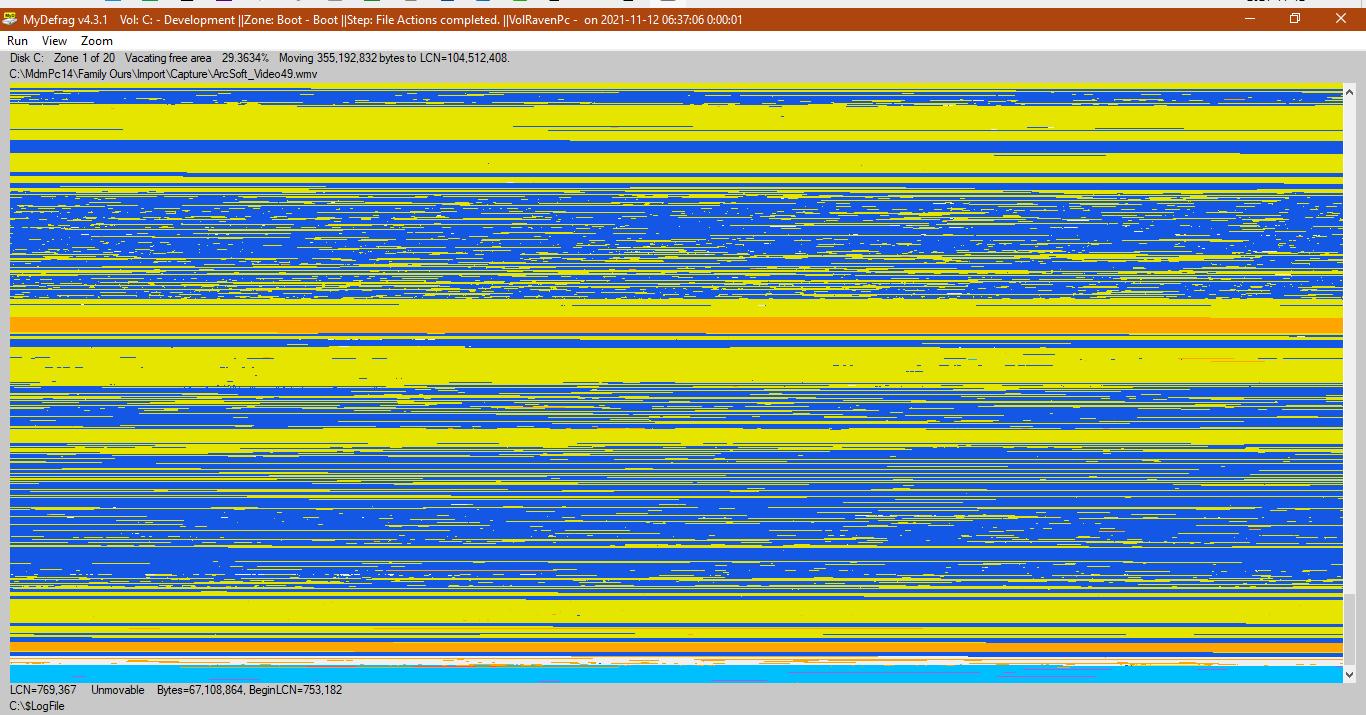 MyDefrag v4.3.1 Vol: C: - Development ||Zone: Boot - Boot ||Step: File Actions completed. ||VolRavenPc - on 2021-11-12 06:37:06 0:00:01
Run View Zoom
Disk C: Zone 1 of 20 Vacating free area 29.3634% Moving 355,192,832 bytes to LCN=104,512,408.
C:\MdmPc14\Family Ours\Import\Capture\ArcSoft_Video49.wmv
LCN=769,367 Unmovable Bytes=67,108,864, BeginLCN=753,182
C:\$LogFile